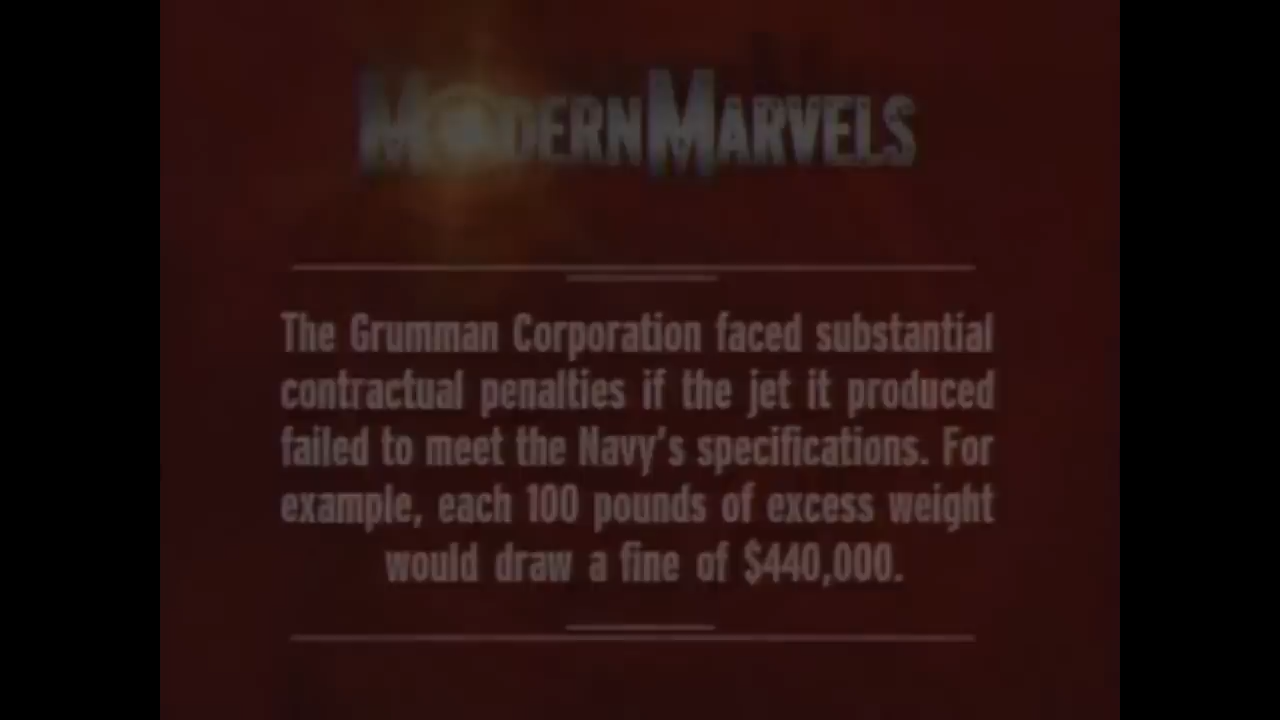 MODERN MARVELS
The Grumman Corporation faced substantial
contractual penalties if the jet it produced
failed to meet the Navy's specifications. For
example, each 100 pounds of excess weight
would draw a fine of $440,000.